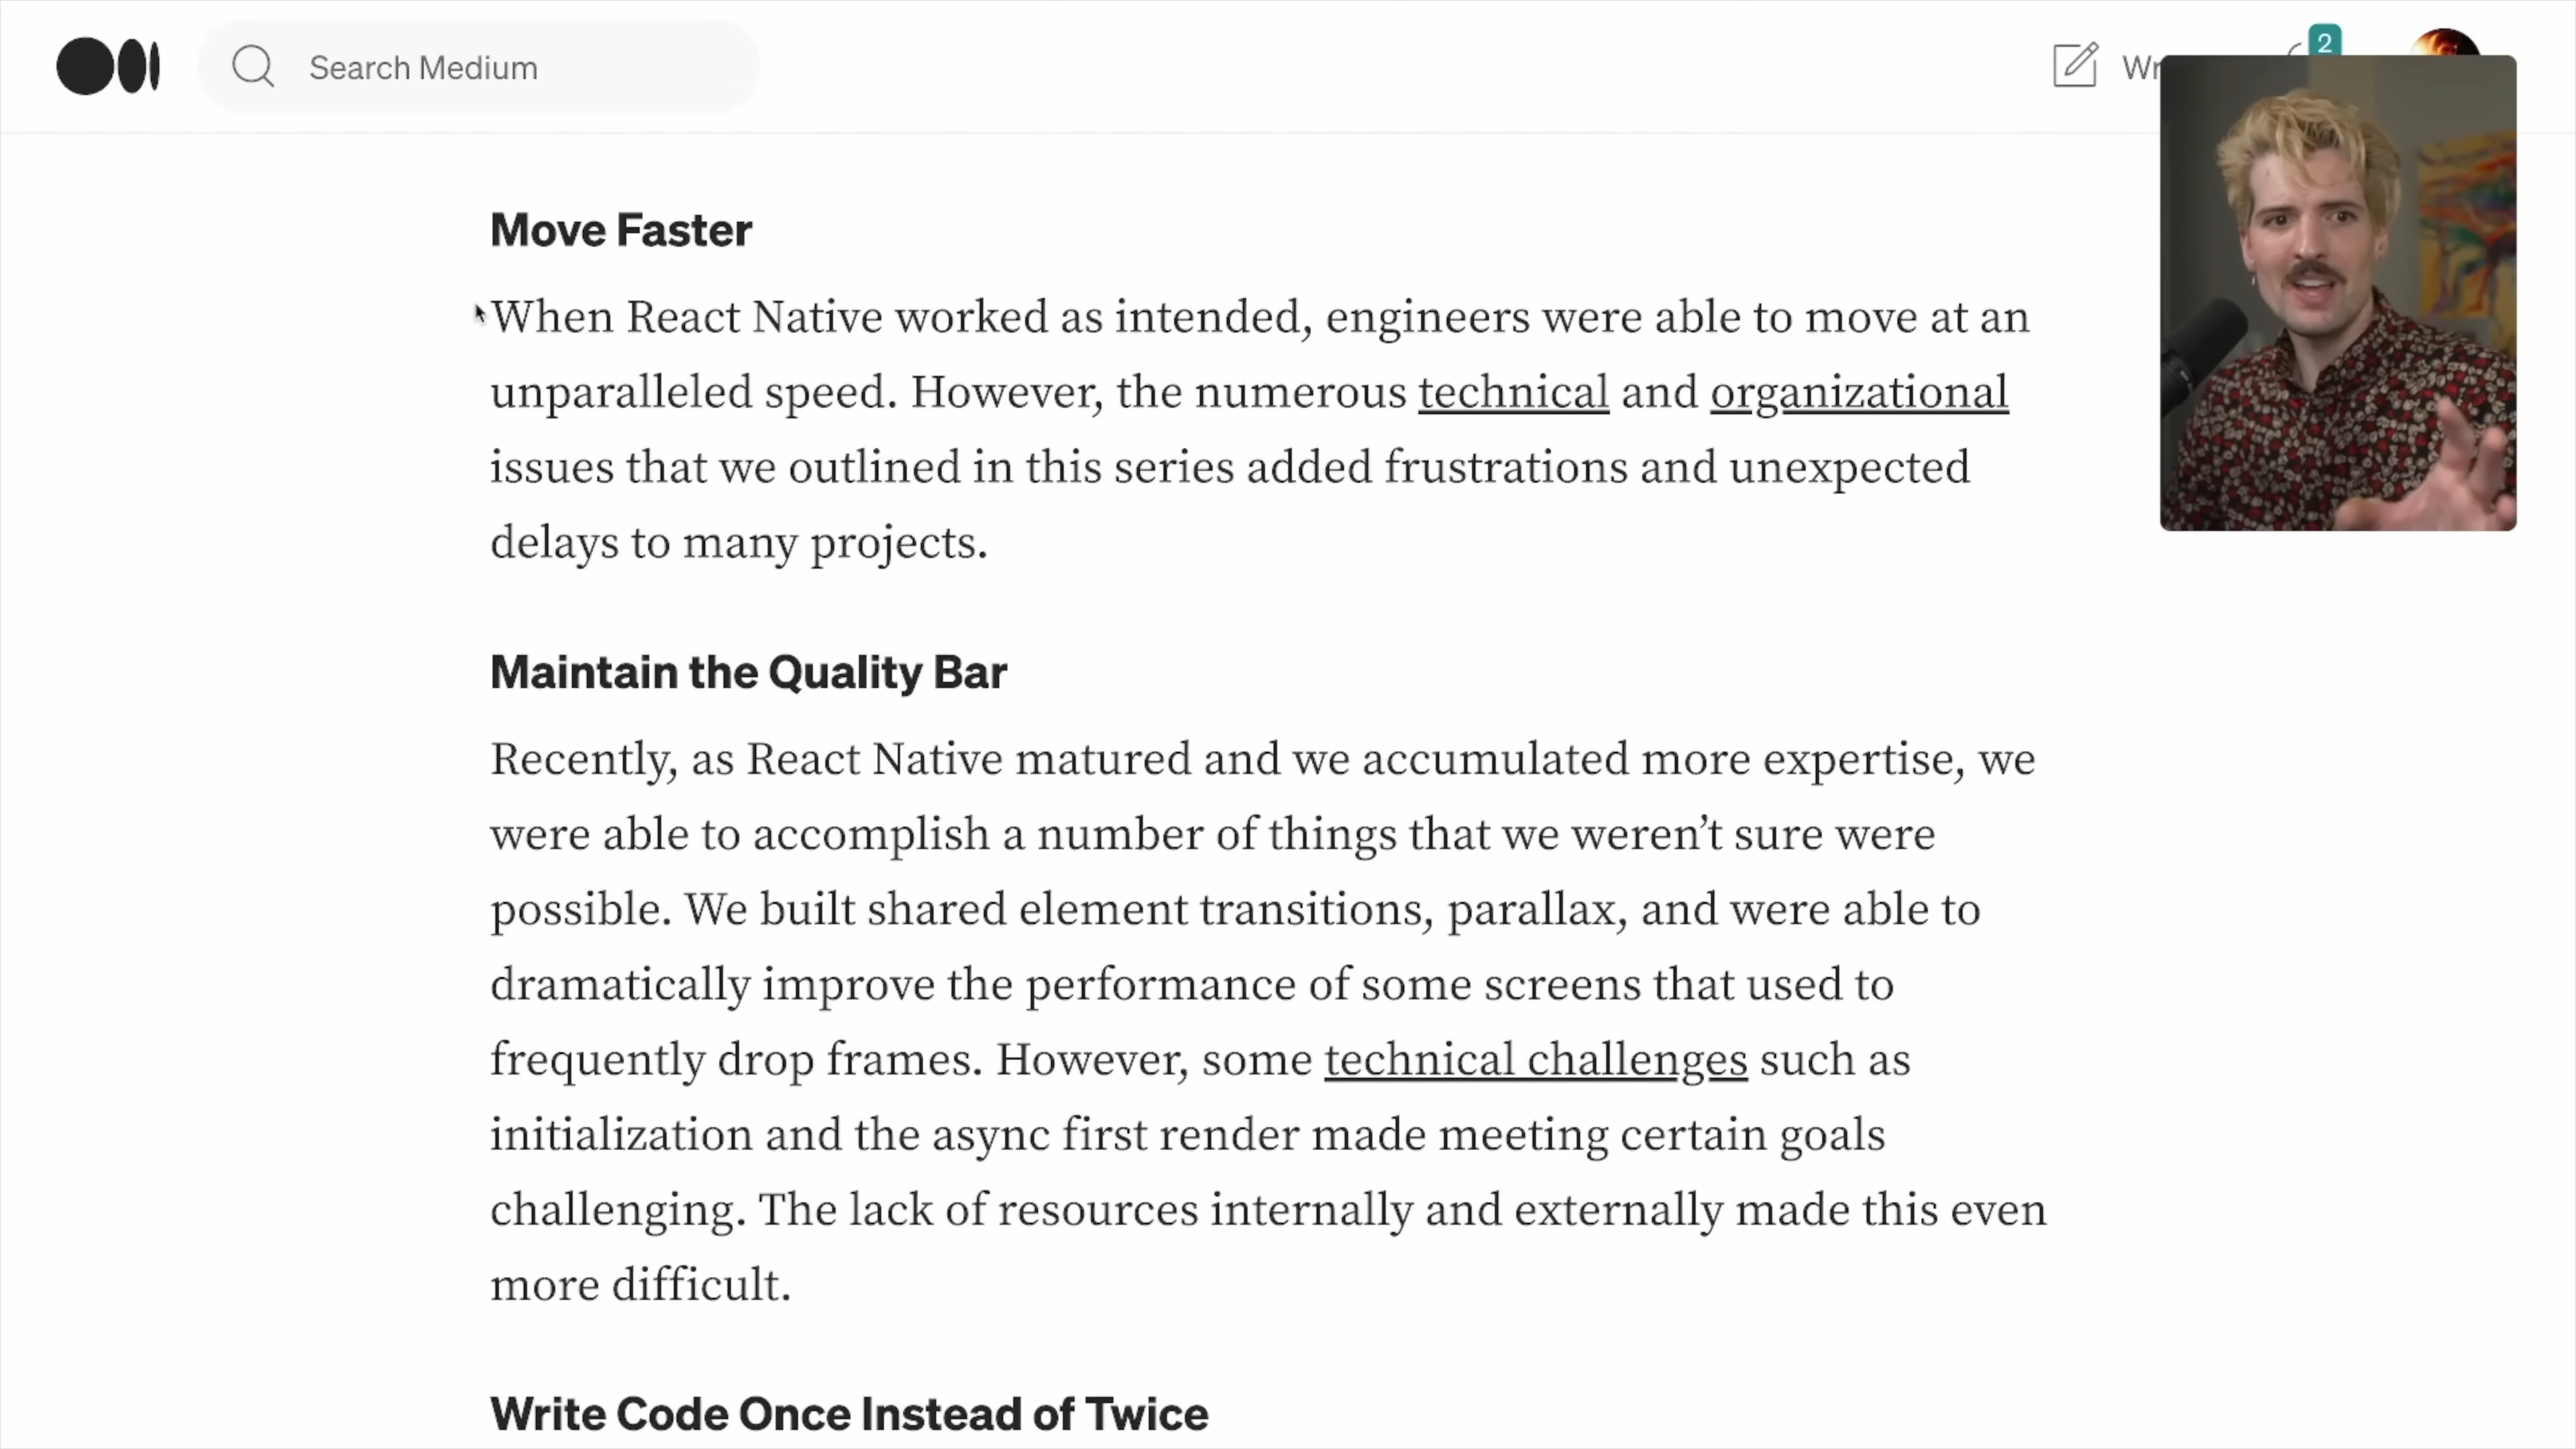 Search Medium
2
Move Faster
When React Native worked as intended, engineers were able to move at an
unparalleled speed. However, the numerous technical and organizational
issues that we outlined in this series added frustrations and unexpected
delays to many projects.
Maintain the Quality Bar
Recently, as React Native matured and we accumulated more expertise, we
were able to accomplish a number of things that we weren’t sure were
possible. We built shared element transitions, parallax, and were able to
dramatically improve the performance of some screens that used to
frequently drop frames. However, some technical challenges such as
initialization and the async first render made meeting certain goals
challenging. The lack of resources internally and externally made this even
more difficult.
Write Code Once Instead of Twice